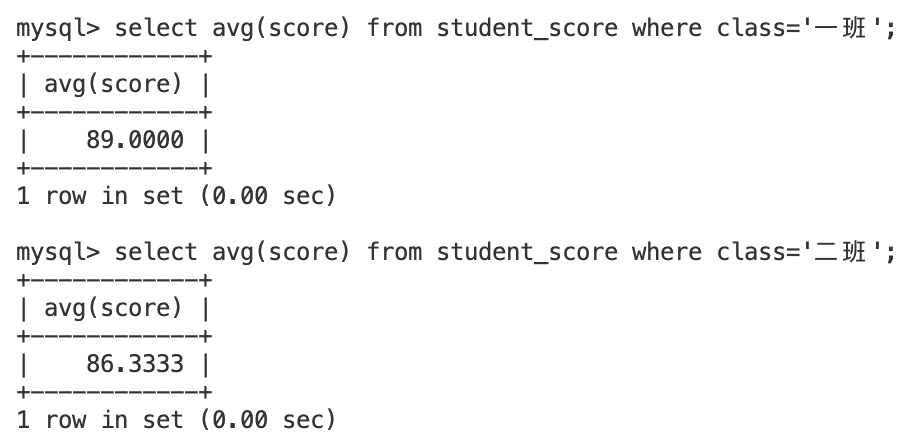 mysql> select avg(score) from student_score where class='一班';
+------------+
| avg(score) |
+------------+
|    89.0000 |
+------------+
1 row in set (0.00 sec)
mysql> select avg(score) from student_score where class='二班';
+------------+
| avg(score) |
+------------+
|    86.3333 |
+------------+
1 row in set (0.00 sec)